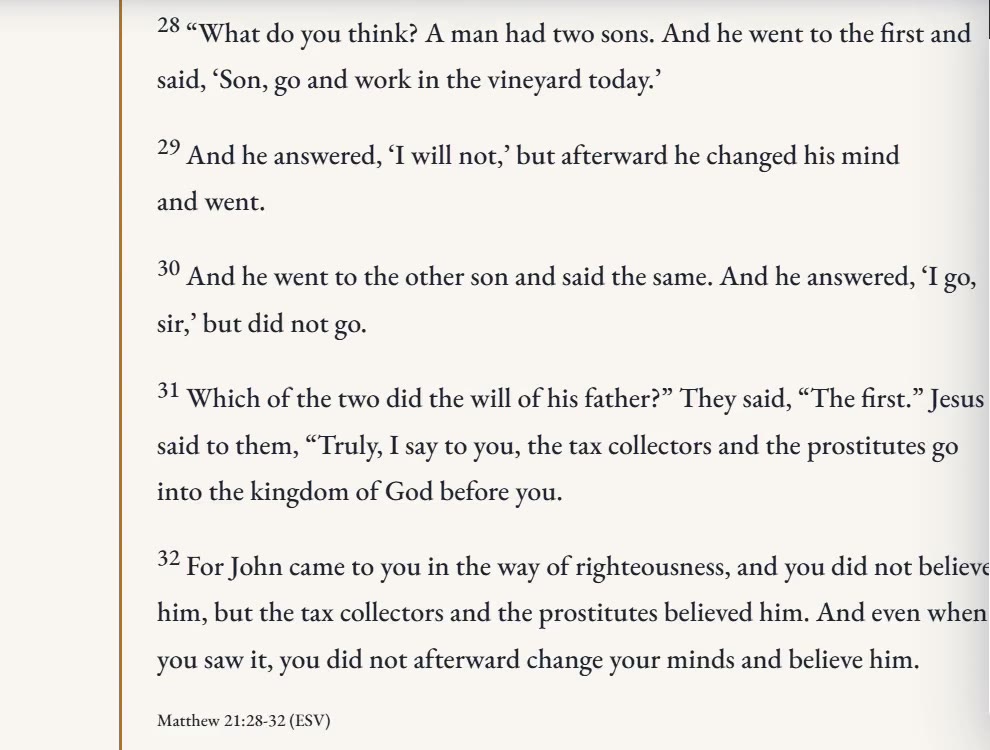 28 “What do you think? A man had two sons. And he went to the first and
said, ‘Son, go and work in the vineyard today.’
29 And he answered, ‘I will not,’ but afterward he changed his mind
and went.
30 And he went to the other son and said the same. And he answered, ‘I go,
sir,’ but did not go.
31 Which of the two did the will of his father?” They said, “The first.” Jesus
said to them, “Truly, I say to you, the tax collectors and the prostitutes go
into the kingdom of God before you.
32 For John came to you in the way of righteousness, and you did not believe
him, but the tax collectors and the prostitutes believed him. And even when
you saw it, you did not afterward change your minds and believe him.
Matthew 21:28-32 (ESV)